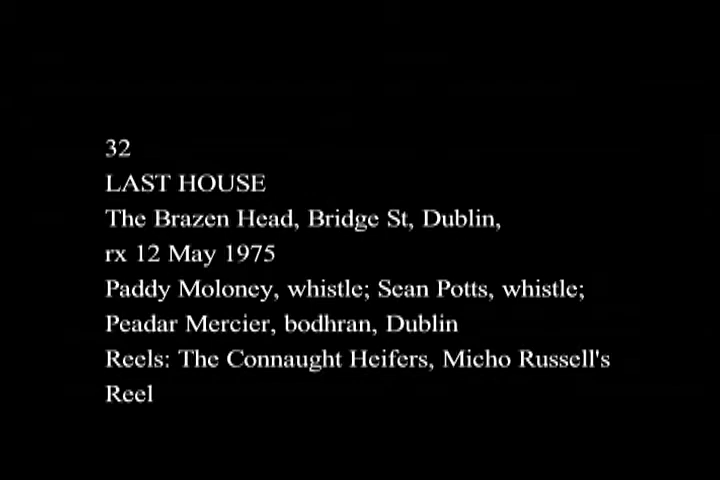 32
LAST HOUSE
The Brazen Head, Bridge St, Dublin,
rx 12 May 1975
Paddy Moloney, whistle; Sean Potts, whistle;
Peadar Mercier, bodhran, Dublin
Reels: The Connaught Heifers, Micho Russell's
Reel